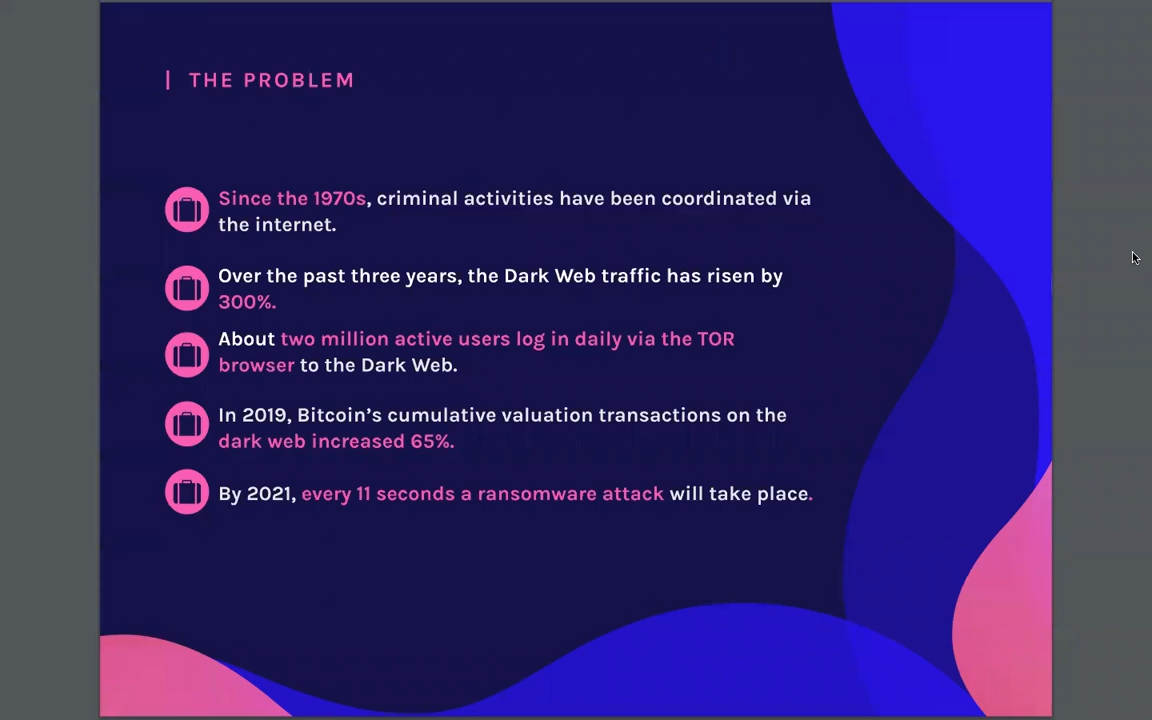 | THE PROBLEM
Since the 1970s, criminal activities have been coordinated via
the internet.
Over the past three years, the Dark Web traffic has risen by
300%.
About two million active users log in daily via the TOR
browser to the Dark Web.
In 2019, Bitcoin’s cumulative valuation transactions on the
dark web increased 65%.
By 2021, every 11 seconds a ransomware attack will take place.